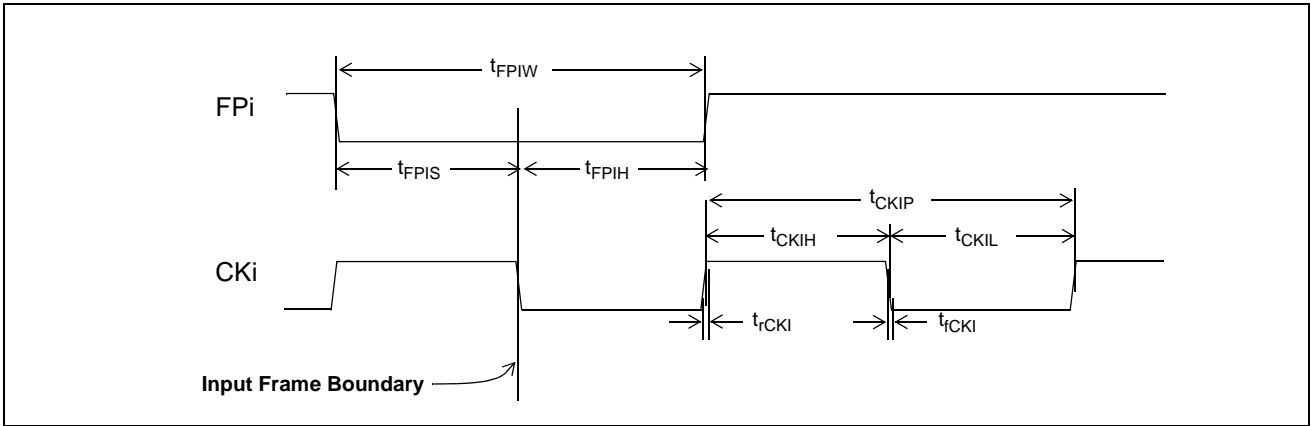 tFPIW
FPi
tFPIS
tFPIH
tCKIP
tCKIH
tCKIL
CKi
trCKI
tfCKI
Input Frame Boundary